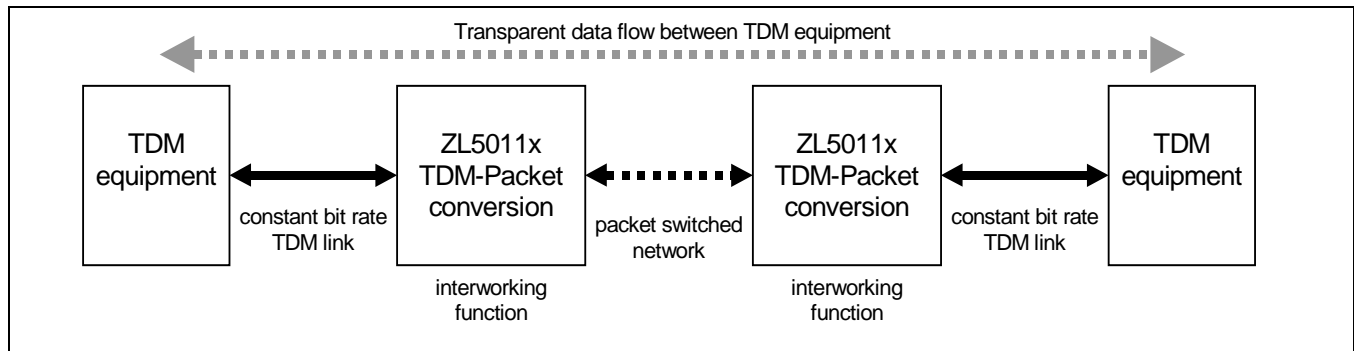 Transparent data flow between TDM equipment
TDM
equipment
constant bit rate
TDM link
ZL5011x
TDM-Packet
conversion
interworking
function
packet switched
network
ZL5011x
TDM-Packet
conversion
interworking
function
constant bit rate
TDM link
TDM
equipment